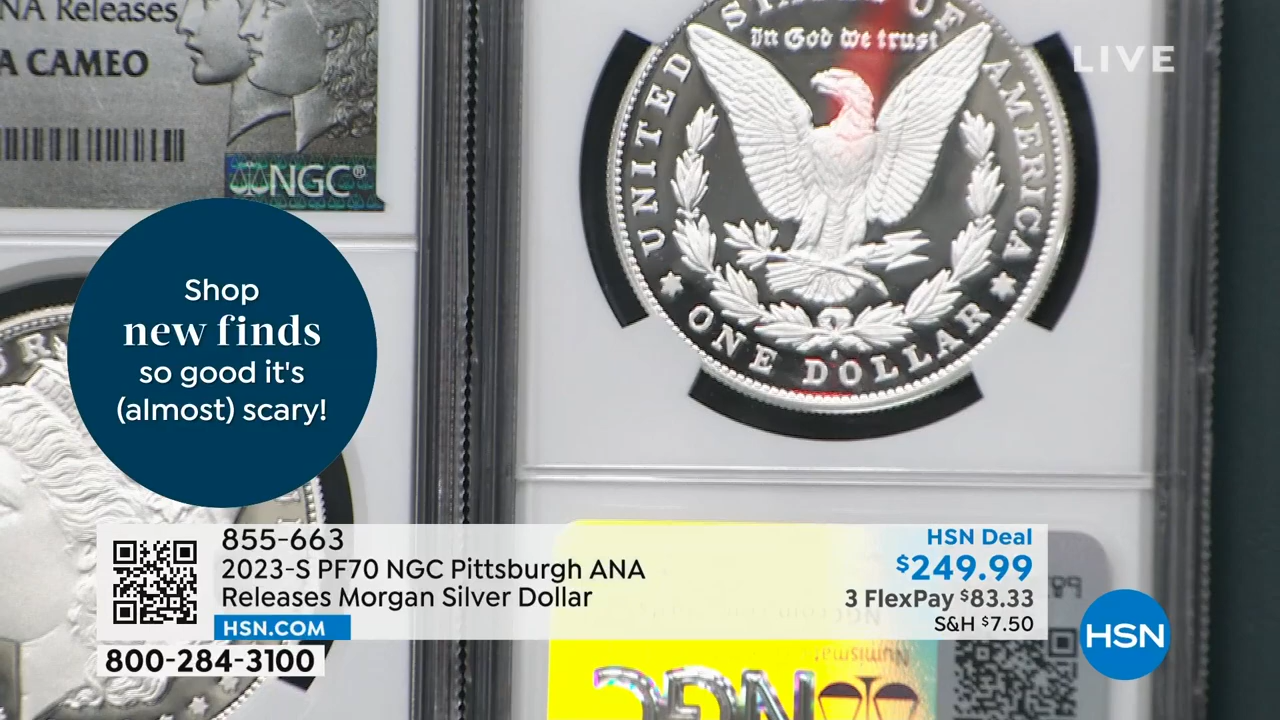 NA Releases
A CAMEO
NGC®
STATES OF
In God we trust
UNITED
AMERICA
ONE DOLLAR
LIVE
Shop
new finds
so good it's
(almost) scary!
855-663
2023-S PF70 NGC Pittsburgh ANA
Releases Morgan Silver Dollar
HSN.COM
800-284-3100
HSN Deal
$249.99
3 FlexPay $83.33
S&H $7.50
HSN
NGC